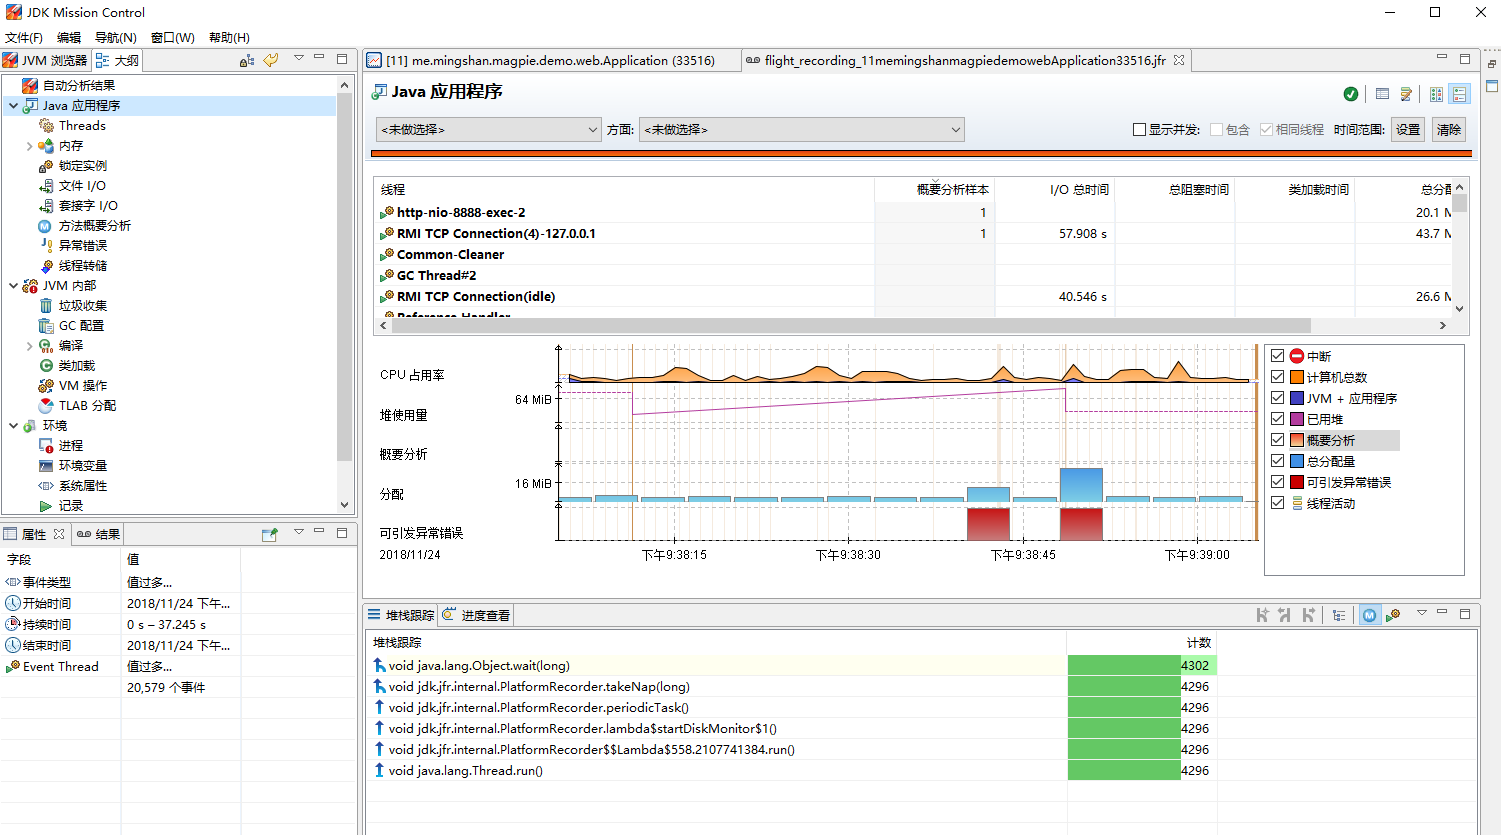 JDK Mission Control
文件(F) 编辑 导航(N) 窗口(W) 帮助(H)
JVM 浏览器 大纲
自动分析结果
Java 应用程序
Threads
内存
锁定实例
文件 I/O
套接字 I/O
方法概要分析
异常错误
线程转储
JVM 内部
垃圾收集
GC 配置
编译
类加载
VM 操作
TLAB 分配
环境
进程
环境变量
系统属性
记录
属性 结果
字段 值
事件类型 值过多...
开始时间 2018/11/24 下午...
持续时间 0 s – 37.245 s
结束时间 2018/11/24 下午...
Event Thread 值过多...
20,579 个事件
[11] me.mingshan.magpie.demo.web.Application (33516) flight_recording_11memingshanmagpiedemowebApplication33516.jfr
Java 应用程序
<未做选择> 方面: <未做选择> 显示并发: 包含 相同线程 时间范围: 设置 清除
线程 概要分析样本 I/O 总时间 总阻塞时间 类加载时间 总分配
http-nio-8888-exec-2 1 20.1 M
RMI TCP Connection(4)-127.0.0.1 1 57.908 s 43.7 M
Common-Cleaner
GC Thread#2
RMI TCP Connection(idle) 40.546 s 26.6 M
Reference Handler
CPU 占用率
64 MiB
堆使用量
概要分析
16 MiB
分配
可引发异常错误
2018/11/24 下午9:38:15 下午9:38:30 下午9:38:45 下午9:39:00
中断
计算机总数
JVM + 应用程序
已用堆
概要分析
总分配量
可引发异常错误
线程活动
堆栈跟踪 进度查看
堆栈跟踪 计数
void java.lang.Object.wait(long) 4302
void jdk.jfr.internal.PlatformRecorder.takeNap(long) 4296
void jdk.jfr.internal.PlatformRecorder.periodicTask() 4296
void jdk.jfr.internal.PlatformRecorder.lambda$startDiskMonitor$1() 4296
void jdk.jfr.internal.PlatformRecorder$$Lambda$558.2107741384.run() 4296
void java.lang.Thread.run() 4296